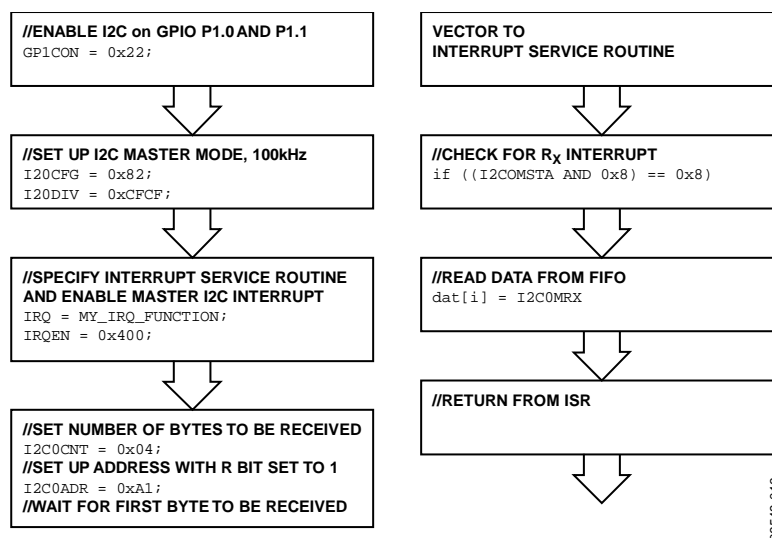 //ENABLE I2C on GPIO P1.0 AND P1.1
GP1CON = 0x22;
//SET UP I2C MASTER MODE, 100kHz
I20CFG = 0x82;
I20DIV = 0xCFCF;
//SPECIFY INTERRUPT SERVICE ROUTINE
AND ENABLE MASTER I2C INTERRUPT
IRQ = MY_IRQ_FUNCTION;
IRQEN = 0x400;
//SET NUMBER OF BYTES TO BE RECEIVED
I2C0CNT = 0x04;
//SET UP ADDRESS WITH R BIT SET TO 1
I2C0ADR = 0xA1;
//WAIT FOR FIRST BYTE TO BE RECEIVED
VECTOR TO
INTERRUPT SERVICE ROUTINE
//CHECK FOR RX INTERRUPT
if ((I2COMSTA AND 0x8) == 0x8)
//READ DATA FROM FIFO
dat[i] = I2C0MRX
//RETURN FROM ISR